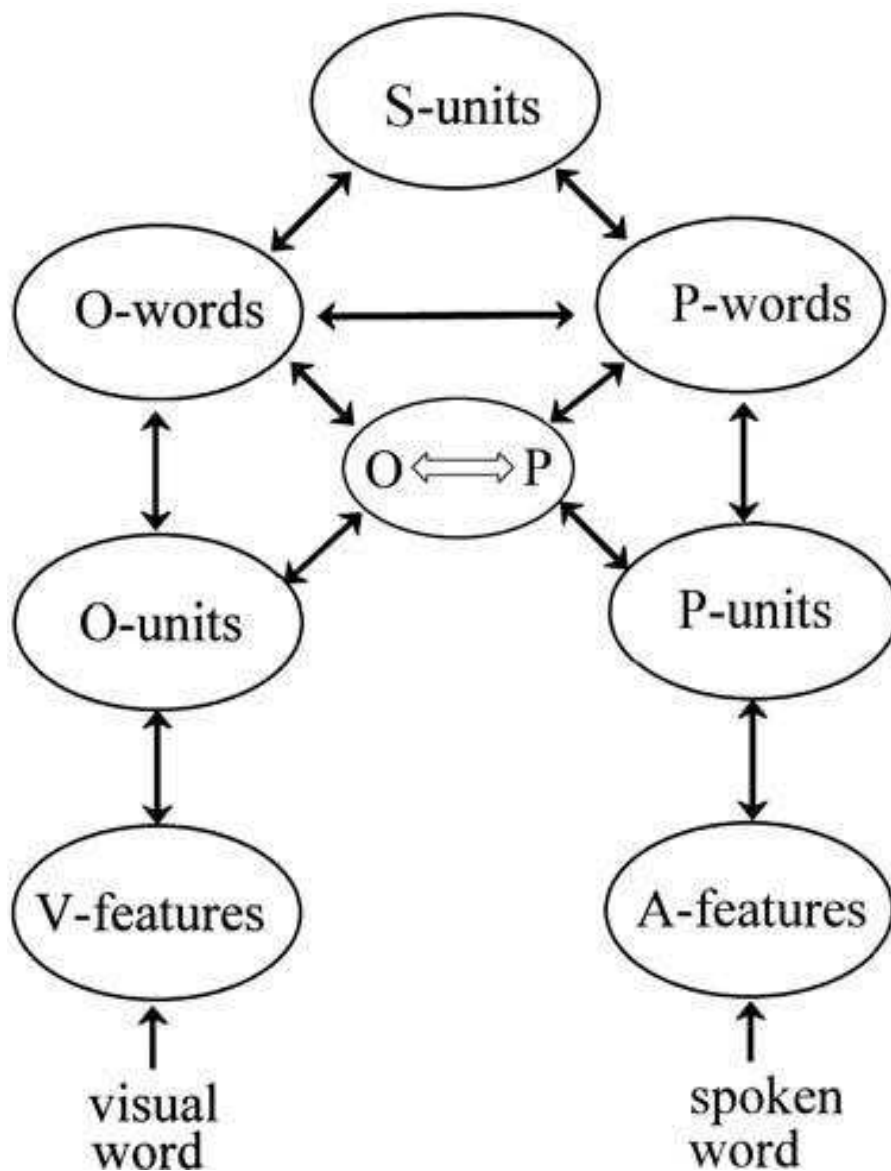 S-units
O-words
P-words
O
P
O-units
P-units
V-features
A-features
visual
word
spoken
word